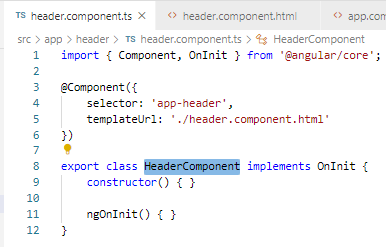 TS header.component.ts × <> header.component.html <> app.com
src > app > header > TS header.component.ts > HeaderComponent
1 import { Component, OnInit } from '@angular/core';
2
3 @Component({
4     selector: 'app-header',
5     templateUrl: './header.component.html'
6 })
7
8 export class HeaderComponent implements OnInit {
9     constructor() { }
10
11     ngOnInit() { }
12 }